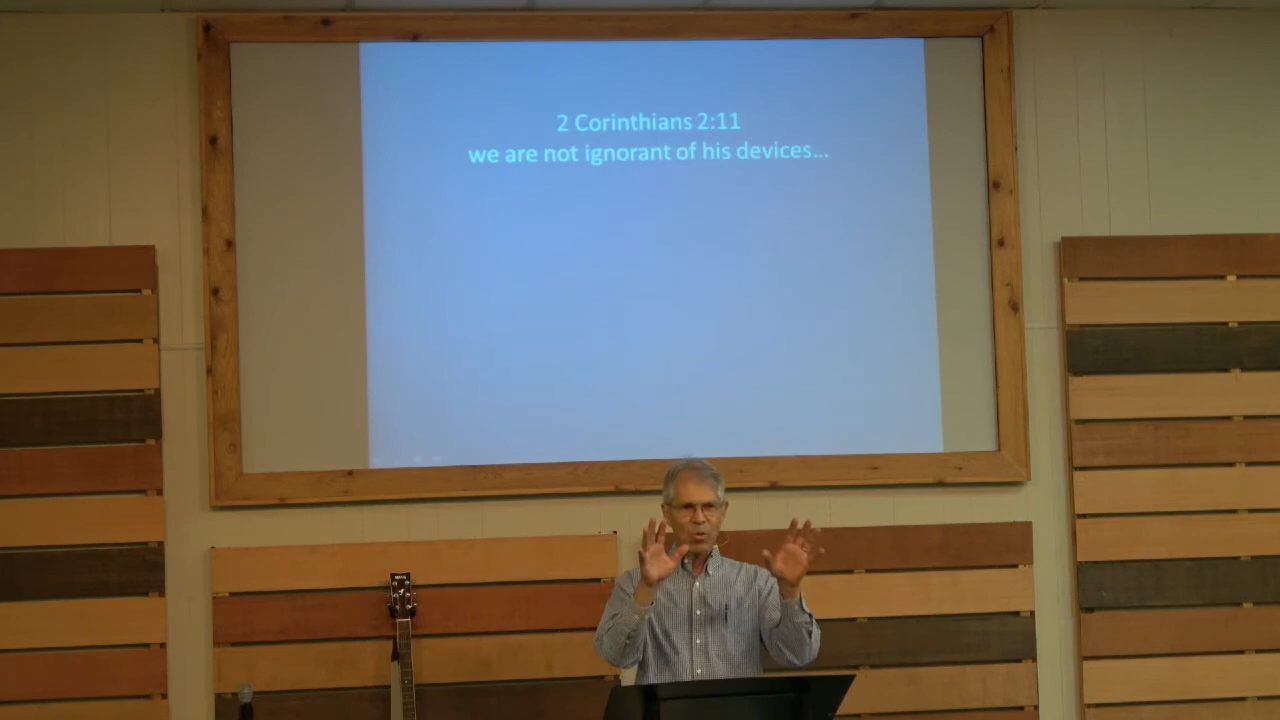 2 Corinthians 2:11
we are not ignorant of his devices...